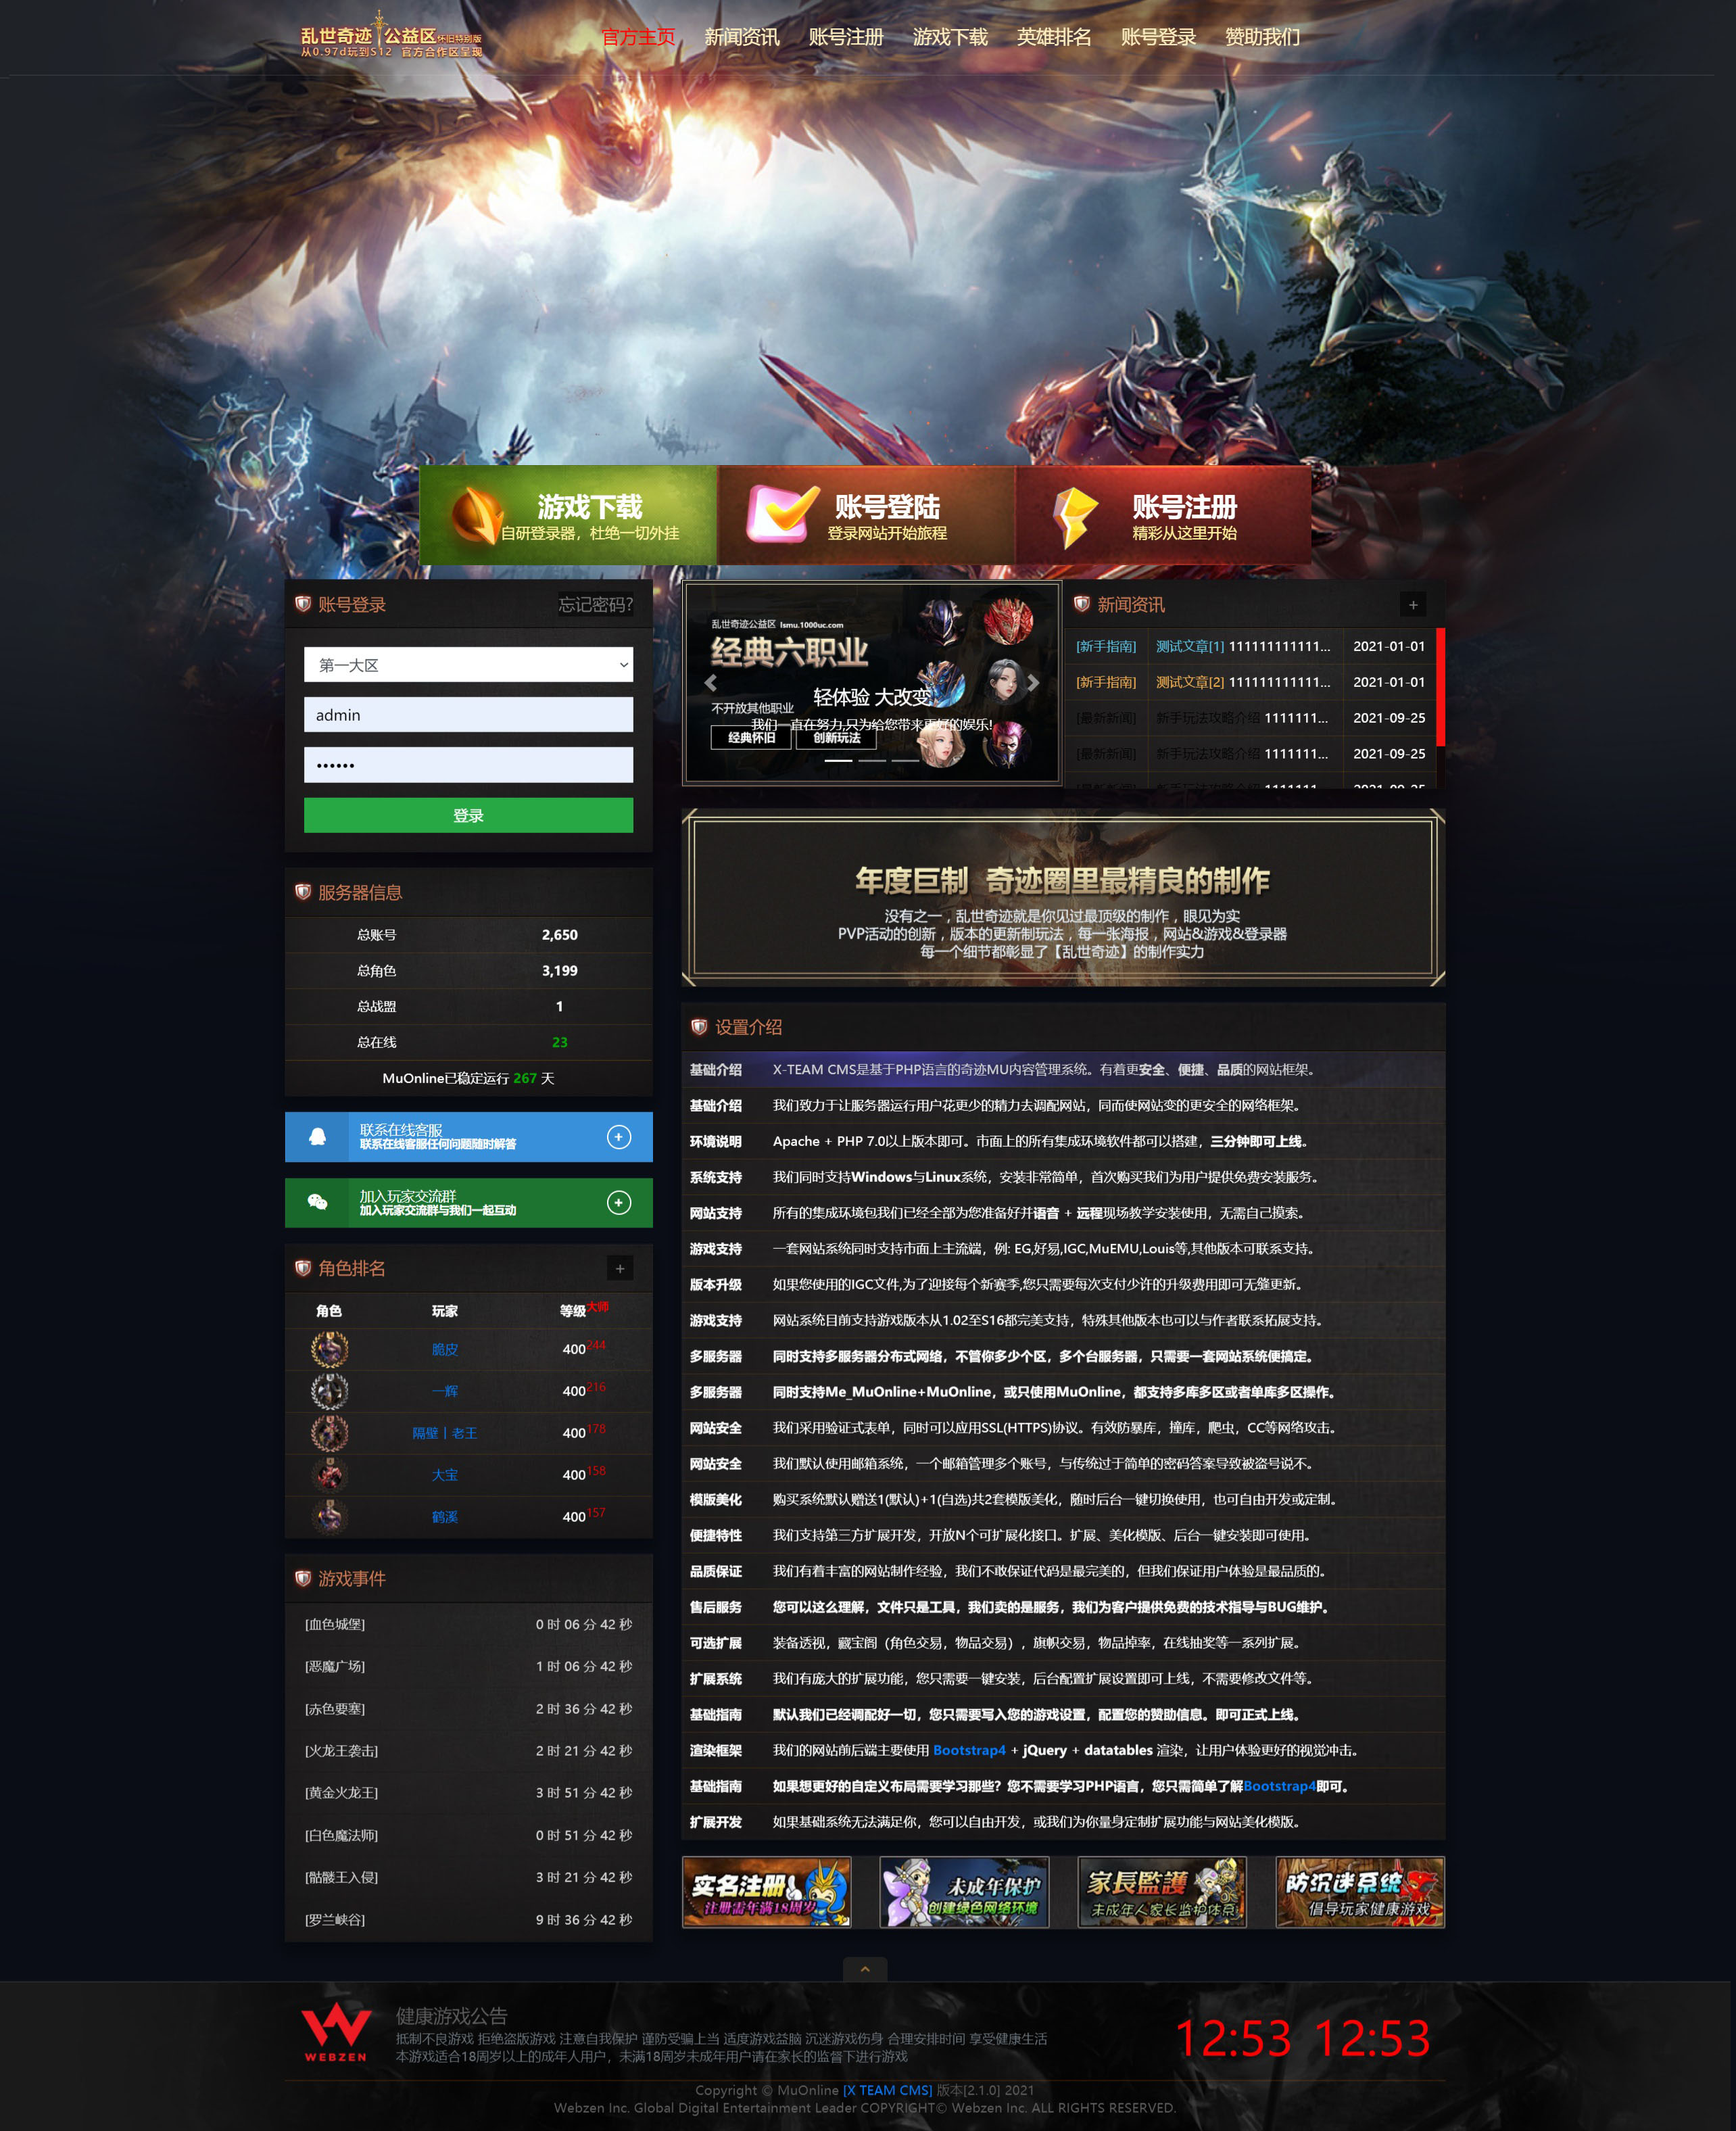 乱世奇迹 公益区 怀旧特别版
从0.97d玩到S12 官方合作区呈现
官方主页 新闻资讯 账号注册 游戏下载 英雄排名 账号登录 赞助我们
游戏下载
自研登录器，杜绝一切外挂
账号登陆
登录网站开始旅程
账号注册
精彩从这里开始
账号登录 忘记密码?
第一大区
admin
••••••
登录
服务器信息
总账号 2,650
总角色 3,199
总战盟 1
总在线 23
MuOnline已稳定运行 267 天
联系在线客服
联系在线客服任何问题随时解答
加入玩家交流群
加入玩家交流群与我们一起互动
角色排名 +
角色 玩家 等级大师
脆皮 400 244
一辉 400 216
隔壁丨老王 400 178
大宝 400 158
鹤溪 400 157
游戏事件
[血色城堡] 0 时 06 分 42 秒
[恶魔广场] 1 时 06 分 42 秒
[赤色要塞] 2 时 36 分 42 秒
[火龙王袭击] 2 时 21 分 42 秒
[黄金火龙王] 3 时 51 分 42 秒
[白色魔法师] 0 时 51 分 42 秒
[骷髅王入侵] 3 时 21 分 42 秒
[罗兰峡谷] 9 时 36 分 42 秒
乱世奇迹公益区 lsmu.1000uc.com
经典六职业
轻体验 大改变
不开放其他职业
我们一直在努力,只为给您带来更好的娱乐!
经典怀旧 创新玩法
新闻资讯 +
[新手指南] 测试文章[1] 111111111111... 2021-01-01
[新手指南] 测试文章[2] 111111111111... 2021-01-01
[最新新闻] 新手玩法攻略介绍 1111111... 2021-09-25
[最新新闻] 新手玩法攻略介绍 1111111... 2021-09-25
年度巨制 奇迹圈里最精良的制作
没有之一，乱世奇迹就是你见过最顶级的制作，眼见为实
PVP活动的创新，版本的更新制玩法，每一张海报，网站&游戏&登录器
每一个细节都彰显了【乱世奇迹】的制作实力
设置介绍
基础介绍 X-TEAM CMS是基于PHP语言的奇迹MU内容管理系统。有着更安全、便捷、品质的网站框架。
基础介绍 我们致力于让服务器运行用户花更少的精力去调配网站，同而使网站变的更安全的网络框架。
环境说明 Apache + PHP 7.0以上版本即可。市面上的所有集成环境软件都可以搭建，三分钟即可上线。
系统支持 我们同时支持Windows与Linux系统，安装非常简单，首次购买我们为用户提供免费安装服务。
网站支持 所有的集成环境包我们已经全部为您准备好并语音 + 远程现场教学安装使用，无需自己摸索。
游戏支持 一套网站系统同时支持市面上主流端，例: EG,好易,IGC,MuEMU,Louis等,其他版本可联系支持。
版本升级 如果您使用的IGC文件,为了迎接每个新赛季,您只需要每次支付少许的升级费用即可无缝更新。
游戏支持 网站系统目前支持游戏版本从1.02至S16都完美支持，特殊其他版本也可以与作者联系拓展支持。
多服务器 同时支持多服务器分布式网络，不管你多少个区，多个台服务器，只需要一套网站系统便搞定。
多服务器 同时支持Me_MuOnline+MuOnline，或只使用MuOnline，都支持多库多区或者单库多区操作。
网站安全 我们采用验证式表单，同时可以应用SSL(HTTPS)协议。有效防暴库，撞库，爬虫，CC等网络攻击。
网站安全 我们默认使用邮箱系统，一个邮箱管理多个账号，与传统过于简单的密码答案导致被盗号说不。
模版美化 购买系统默认赠送1(默认)+1(自选)共2套模版美化，随时后台一键切换使用，也可自由开发或定制。
便捷特性 我们支持第三方扩展开发，开放N个可扩展化接口。扩展、美化模版、后台一键安装即可使用。
品质保证 我们有着丰富的网站制作经验，我们不敢保证代码是最完美的，但我们保证用户体验是最品质的。
售后服务 您可以这么理解，文件只是工具，我们卖的是服务，我们为客户提供免费的技术指导与BUG维护。
可选扩展 装备透视，藏宝阁（角色交易，物品交易），旗帜交易，物品掉率，在线抽奖等一系列扩展。
扩展系统 我们有庞大的扩展功能，您只需要一键安装，后台配置扩展设置即可上线，不需要修改文件等。
基础指南 默认我们已经调配好一切，您只需要写入您的游戏设置，配置您的赞助信息。即可正式上线。
渲染框架 我们的网站前后端主要使用 Bootstrap4 + jQuery + datatables 渲染，让用户体验更好的视觉冲击。
基础指南 如果想更好的自定义布局需要学习那些？您不需要学习PHP语言，您只需简单了解Bootstrap4即可。
扩展开发 如果基础系统无法满足你，您可以自由开发，或我们为你量身定制扩展功能与网站美化模版。
实名注册
注册需年满18周岁
未成年保护
创建绿色网络环境
家長監護
未成年人家长监护体系
防沉迷系统
倡导玩家健康游戏
WEBZEN
健康游戏公告
抵制不良游戏 拒绝盗版游戏 注意自我保护 谨防受骗上当 适度游戏益脑 沉迷游戏伤身 合理安排时间 享受健康生活
本游戏适合18周岁以上的成年人用户，未满18周岁未成年用户请在家长的监督下进行游戏
12:53 12:53
Copyright © MuOnline [X TEAM CMS] 版本[2.1.0] 2021
Webzen Inc. Global Digital Entertainment Leader COPYRIGHT© Webzen Inc. ALL RIGHTS RESERVED.